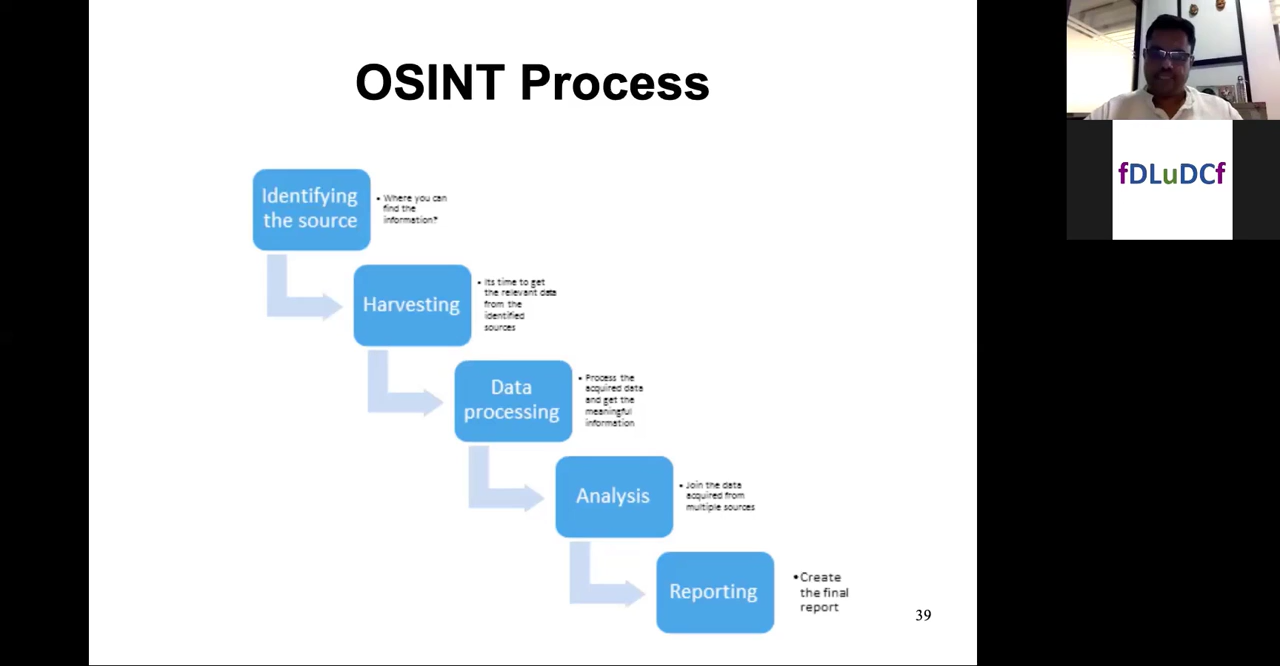 OSINT Process
Identifying
the source
• Where you can
find the
information?
Harvesting
• Its time to get
the relevant data
from the
identified
sources
Data
processing
• Process the
acquired data
and get the
meaningful
information
Analysis
• Join the data
acquired from
multiple sources
Reporting
• Create
the final
report
39
fDLuDCf